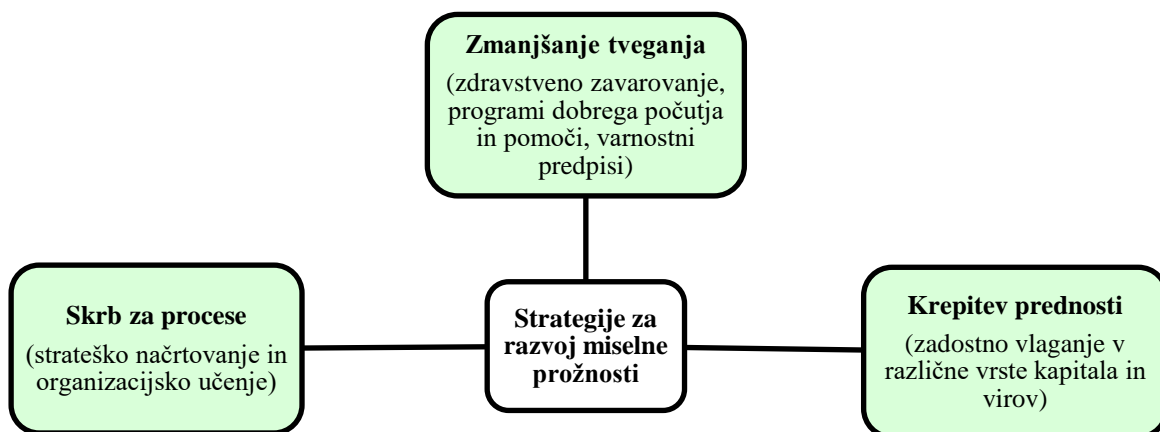 Zmanjšanje tveganja
(zdravstveno zavarovanje,
programi dobrega počutja
in pomoči, varnostni
predpisi)
Skrb za procese
(strateško načrtovanje in
organizacijsko učenje)
Strategije za
razvoj miselne
prožnosti
Krepitev prednosti
(zadostno vlaganje v
različne vrste kapitala in
virov)